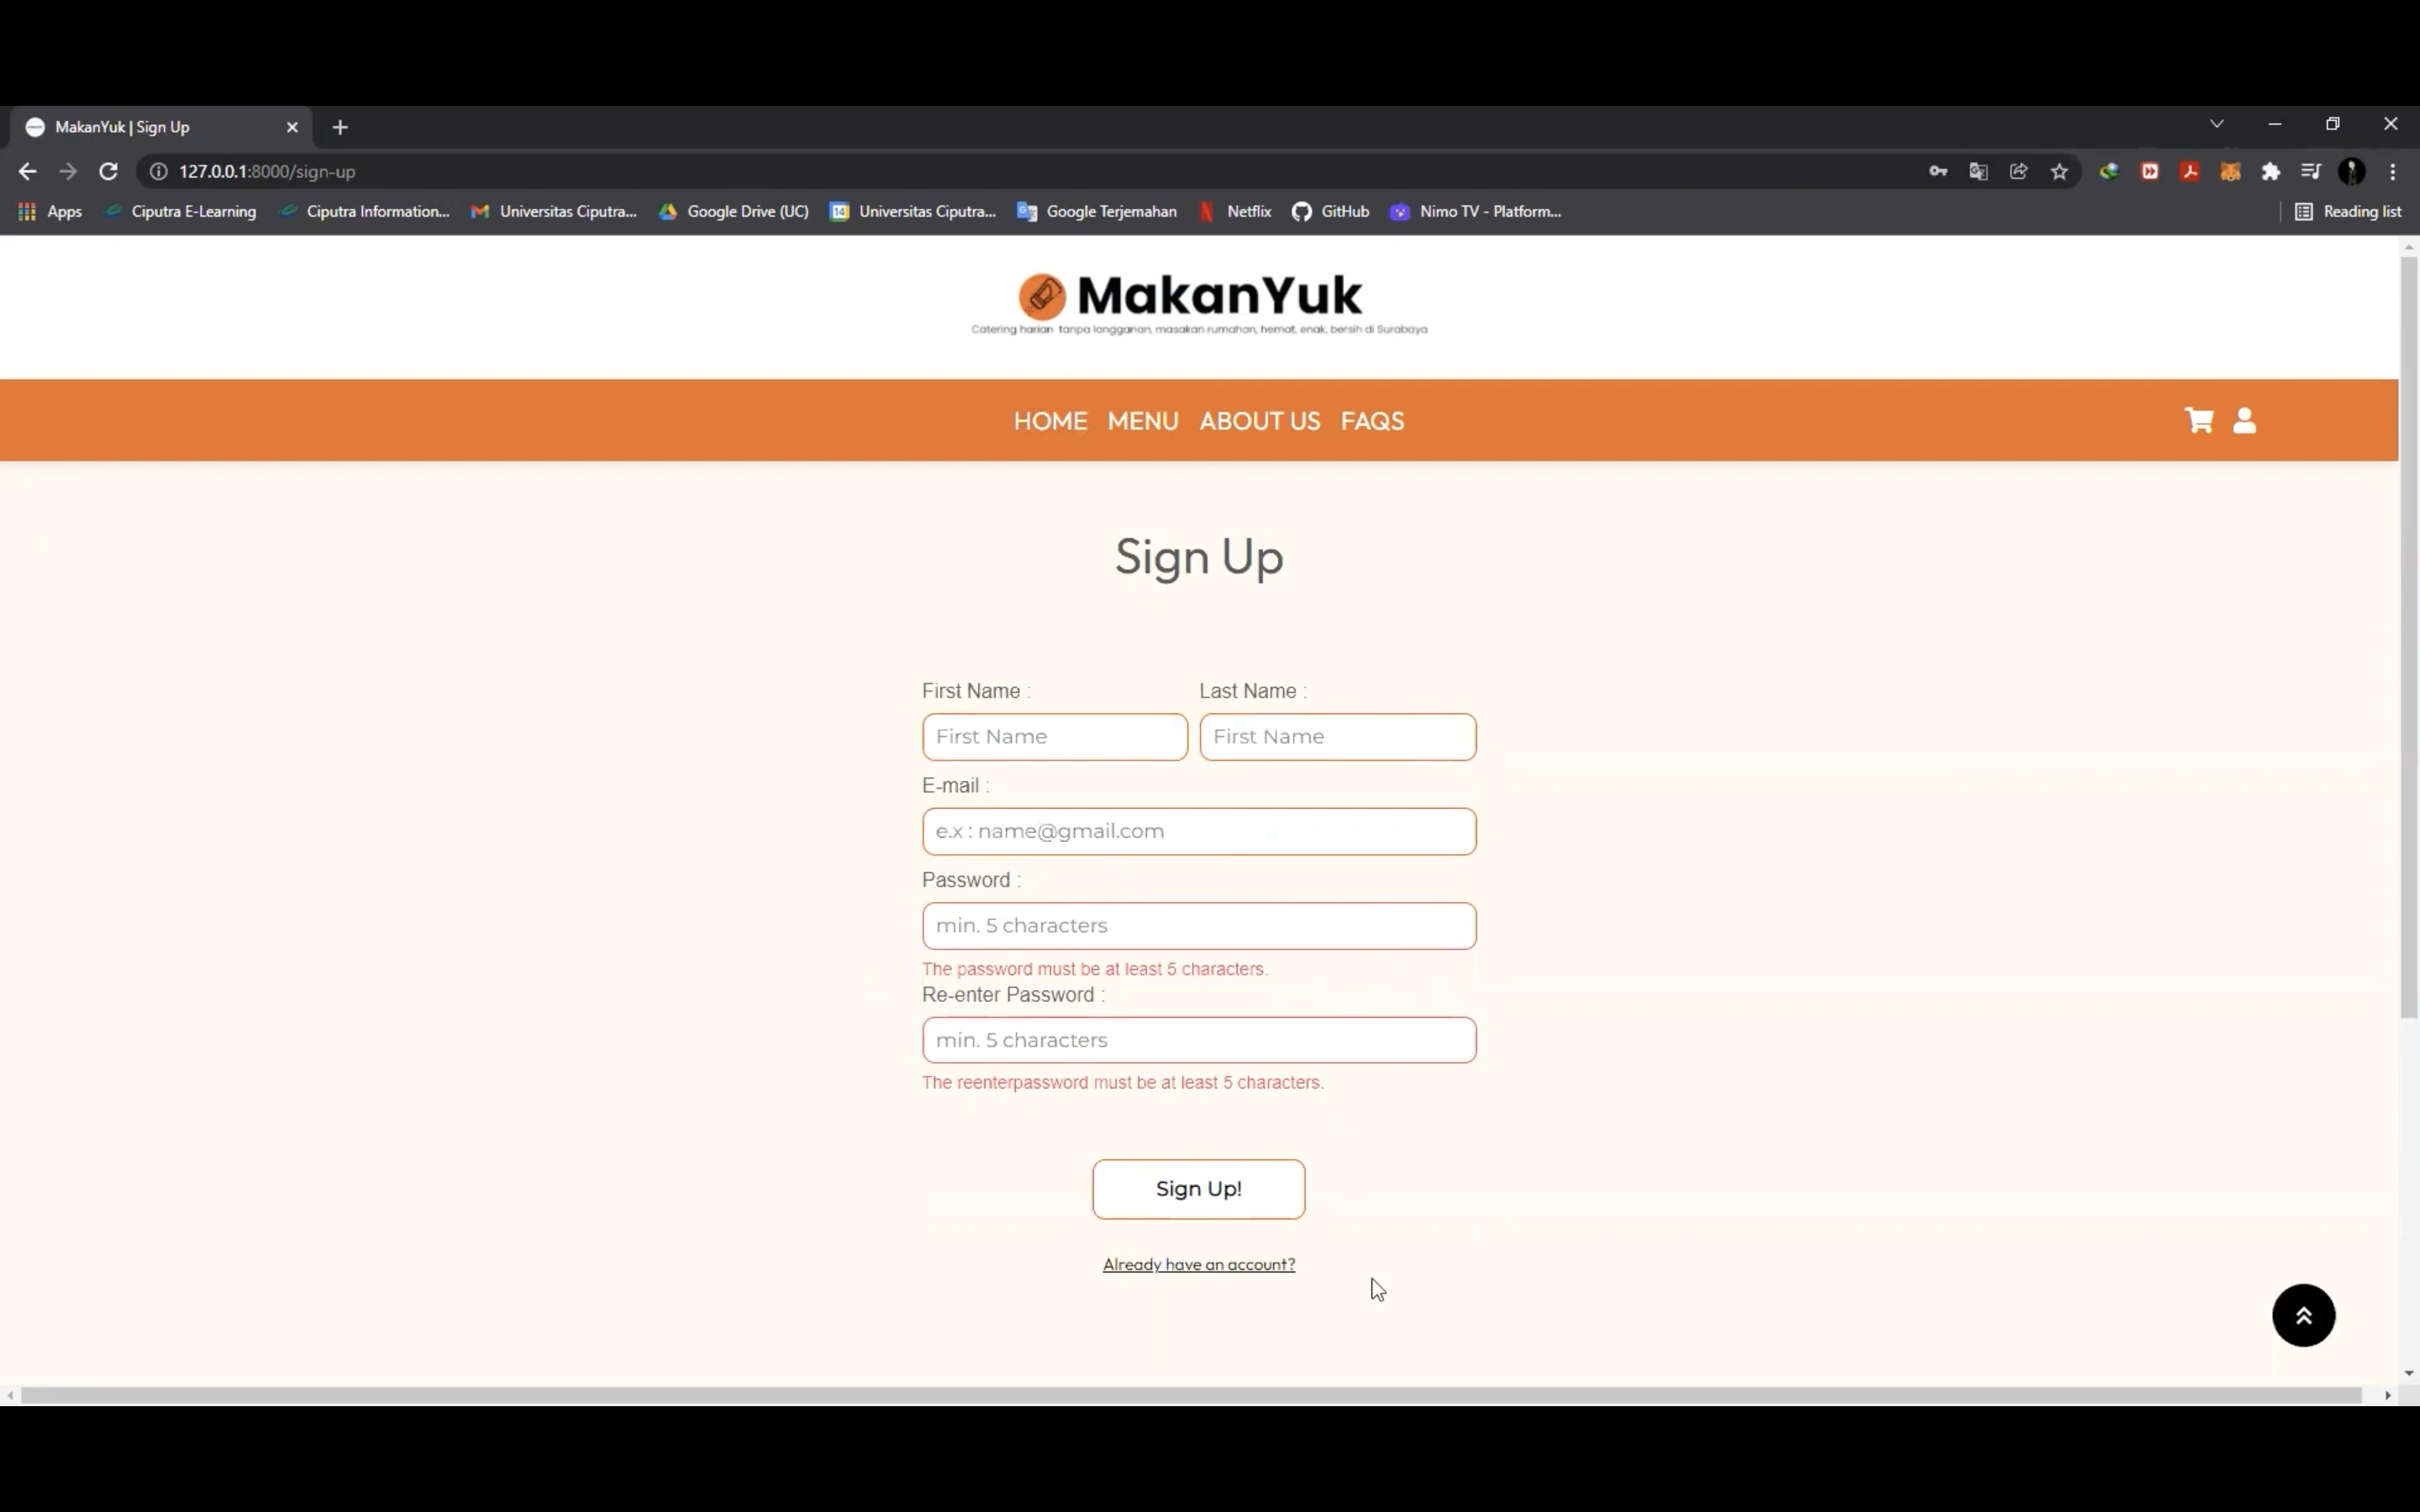 MakanYuk | Sign Up
127.0.0.1:8000/sign-up
Apps Ciputra E-Learning Ciputra Information... Universitas Ciputra... Google Drive (UC) 14 Universitas Ciputra... Google Terjemahan Netflix GitHub Nimo TV - Platform... Reading list
MakanYuk
Catering harian tanpa langganan, masakan rumahan, hemat, enak, bersih di Surabaya
HOME MENU ABOUT US FAQS
Sign Up
First Name : Last Name :
First Name First Name
E-mail :
e.x : name@gmail.com
Password :
min. 5 characters
The password must be at least 5 characters.
Re-enter Password :
min. 5 characters
The reenterpassword must be at least 5 characters.
Sign Up!
Already have an account?